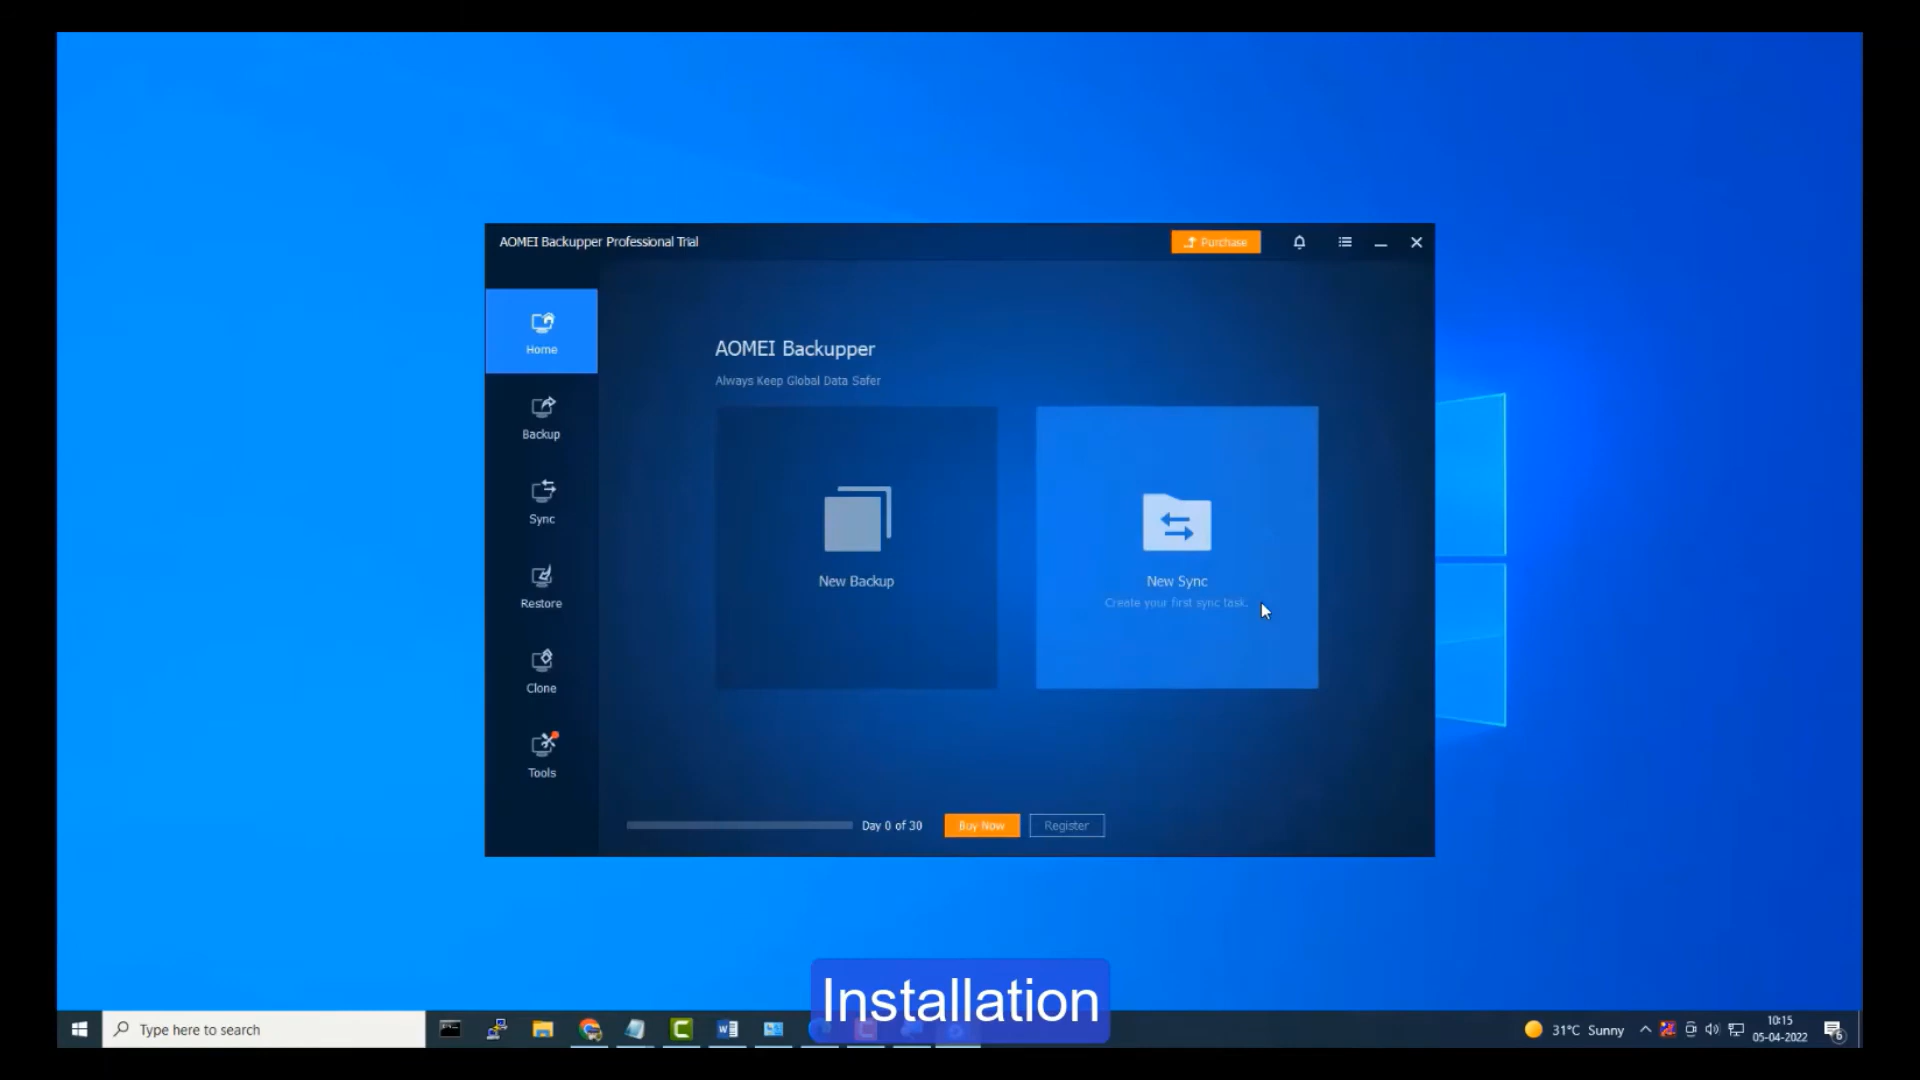 AOMEI Backupper Professional Trial
Purchase
Home
AOMEI Backupper
Always Keep Global Data Safer
Backup
Sync
New Backup
New Sync
Create your first sync task.
Restore
Clone
Tools
Day 0 of 30
Buy Now
Register
Installation
Type here to search
31°C Sunny
10:15
05-04-2022
6